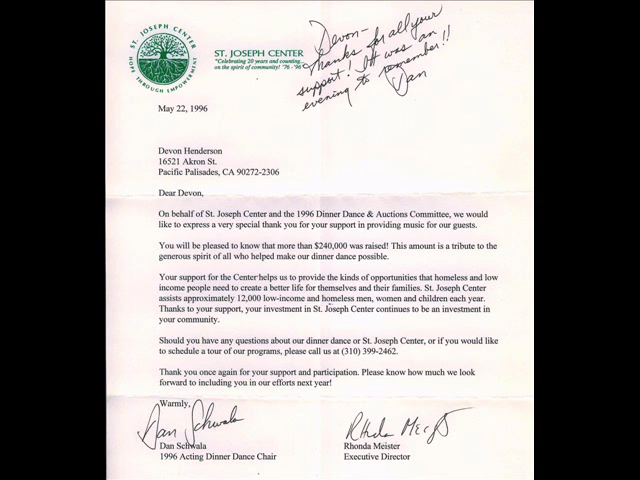 ST. JOSEPH CENTER
HOPE THROUGH EMPOWERMENT
ST. JOSEPH CENTER
"Celebrating 20 years and counting...
on the spirit of community! '76 - '96
Devon-
Thanks for all your
support! It was an
evening to remember!!
Dan
May 22, 1996
Devon Henderson
16521 Akron St.
Pacific Palisades, CA 90272-2306
Dear Devon,
On behalf of St. Joseph Center and the 1996 Dinner Dance & Auctions Committee, we would
like to express a very special thank you for your support in providing music for our guests.
You will be pleased to know that more than $240,000 was raised! This amount is a tribute to the
generous spirit of all who helped make our dinner dance possible.
Your support for the Center helps us to provide the kinds of opportunities that homeless and low
income people need to create a better life for themselves and their families. St. Joseph Center
assists approximately 12,000 low-income and homeless men, women and children each year.
Thanks to your support, your investment in St. Joseph Center continues to be an investment in
your community.
Should you have any questions about our dinner dance or St. Joseph Center, or if you would like
to schedule a tour of our programs, please call us at (310) 399-2462.
Thank you once again for your support and participation. Please know how much we look
forward to including you in our efforts next year!
Warmly,
Dan Schwala
Dan Schwala
1996 Acting Dinner Dance Chair
Rhonda Meister
Executive Director